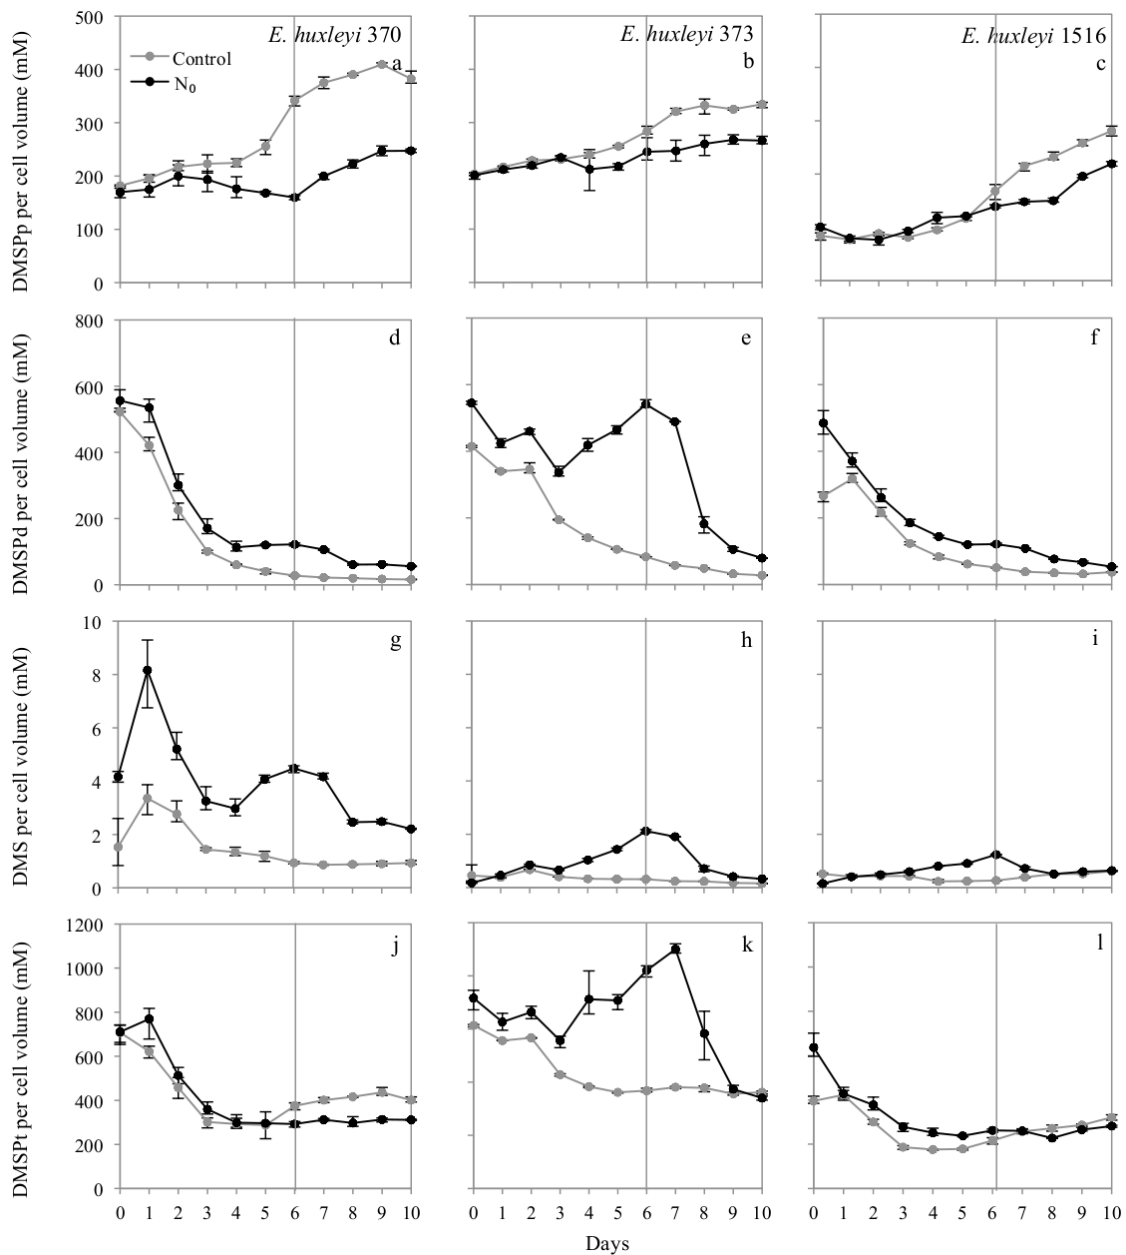 E. huxleyi 370
E. huxleyi 373
E. huxleyi 1516
a
b
c
Control
N₀
DMSPp per cell volume (mM)
500
400
300
200
100
0
d
e
f
DMSPd per cell volume (mM)
800
600
400
200
0
g
h
i
DMS per cell volume (mM)
10
8
6
4
2
0
j
k
l
DMSPt per cell volume (mM)
1200
1000
800
600
400
200
0
0 1 2 3 4 5 6 7 8 9 10
0 1 2 3 4 5 6 7 8 9 10
0 1 2 3 4 5 6 7 8 9 10
Days